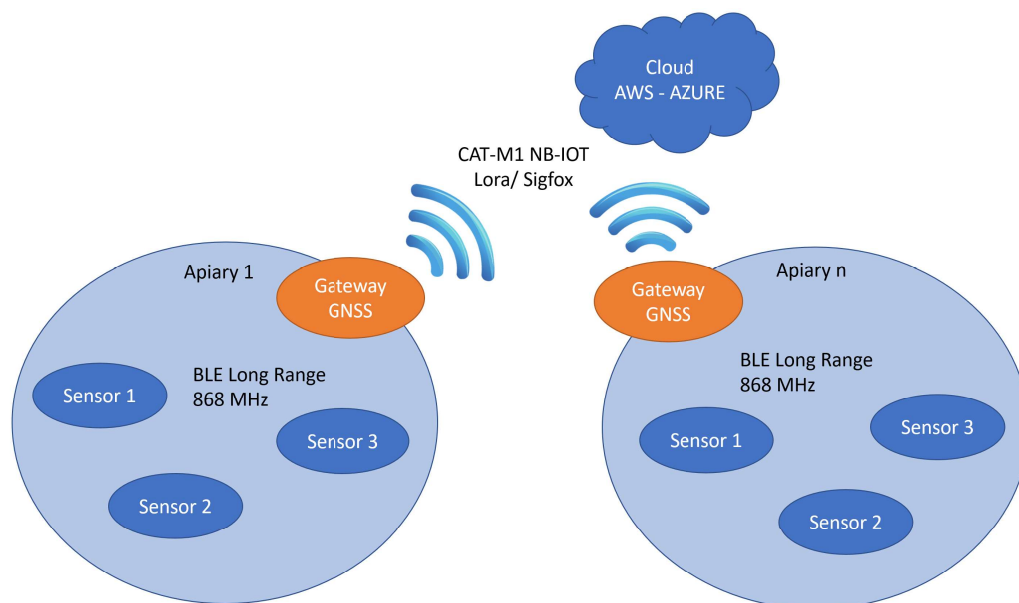 Cloud
AWS - AZURE
CAT-M1 NB-IOT
Lora/ Sigfox
Apiary 1
Gateway
GNSS
BLE Long Range
868 MHz
Sensor 1
Sensor 3
Sensor 2
Apiary n
Gateway
GNSS
BLE Long Range
868 MHz
Sensor 1
Sensor 3
Sensor 2